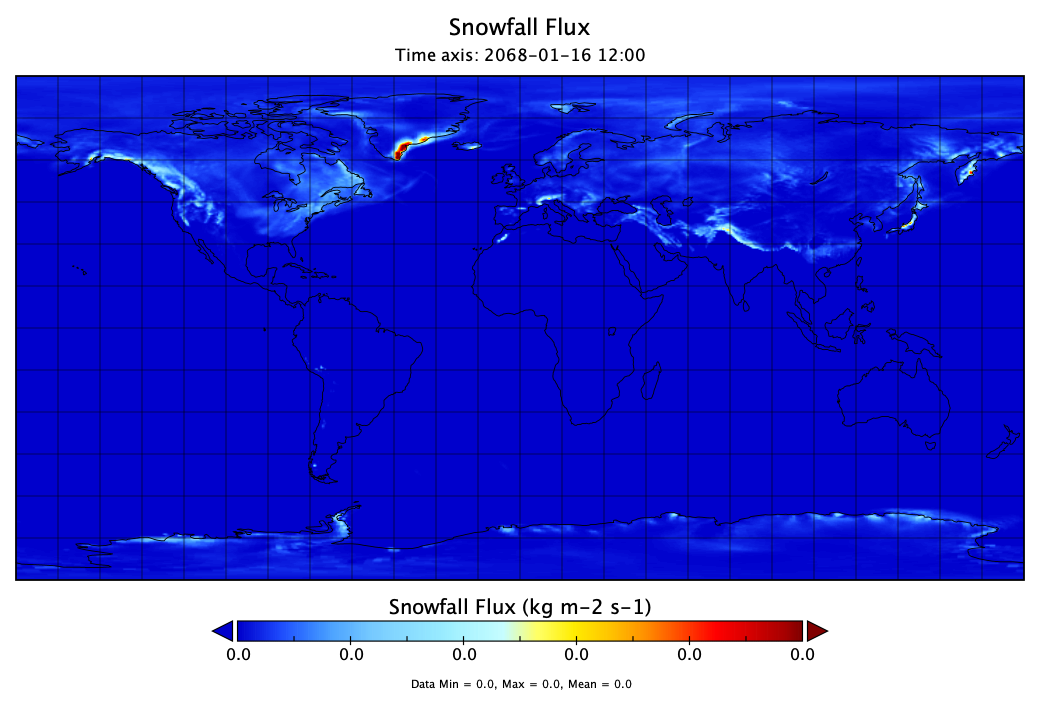 Snowfall Flux
Time axis: 2068-01-16 12:00
Snowfall Flux (kg m-2 s-1)
0.0 0.0 0.0 0.0 0.0 0.0
Data Min = 0.0, Max = 0.0, Mean = 0.0